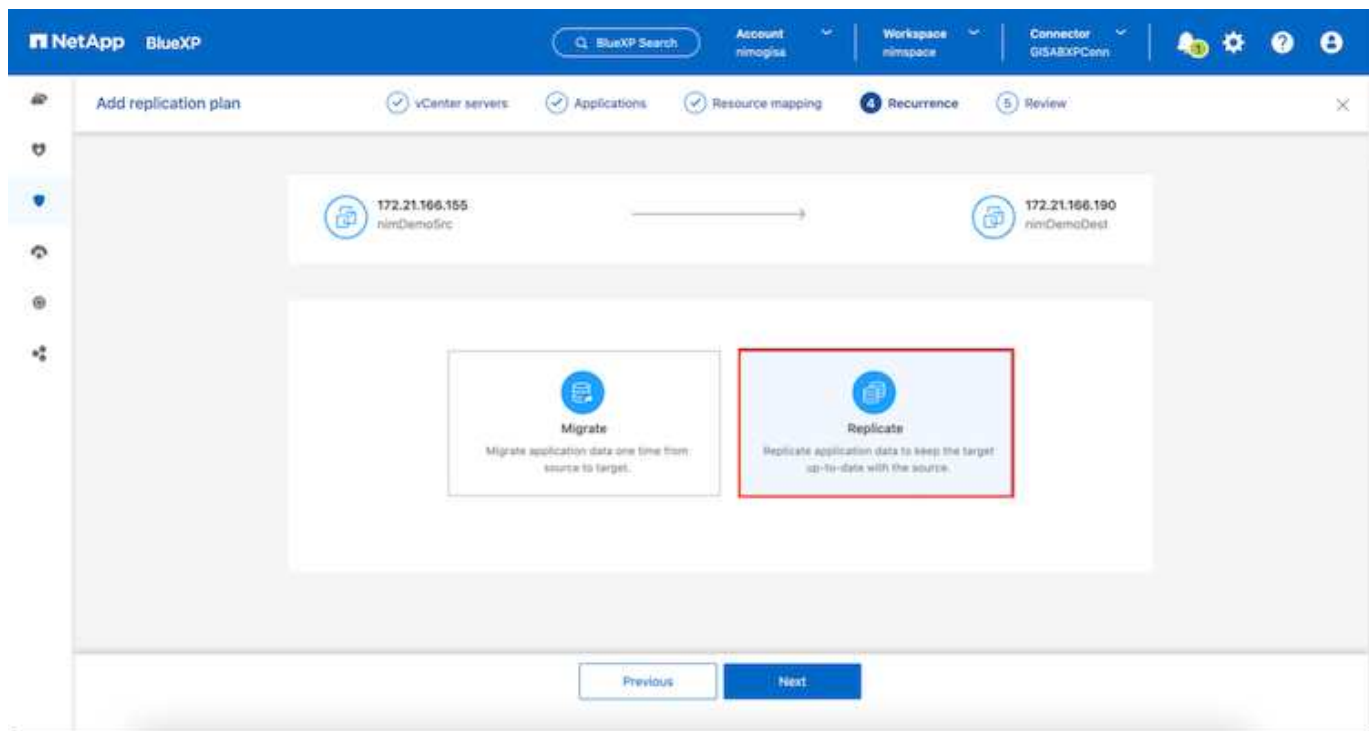 NetApp BlueXP
BlueXP Search
Account
nimogisa
Workspace
nimspace
Connector
GISABXPConn
1
Add replication plan
vCenter servers
Applications
Resource mapping
4 Recurrence
5 Review
172.21.166.155
nimDemoSrc
172.21.166.190
nimDemoDest
Migrate
Migrate application data one time from
source to target.
Replicate
Replicate application data to keep the target
up-to-date with the source.
Previous
Next